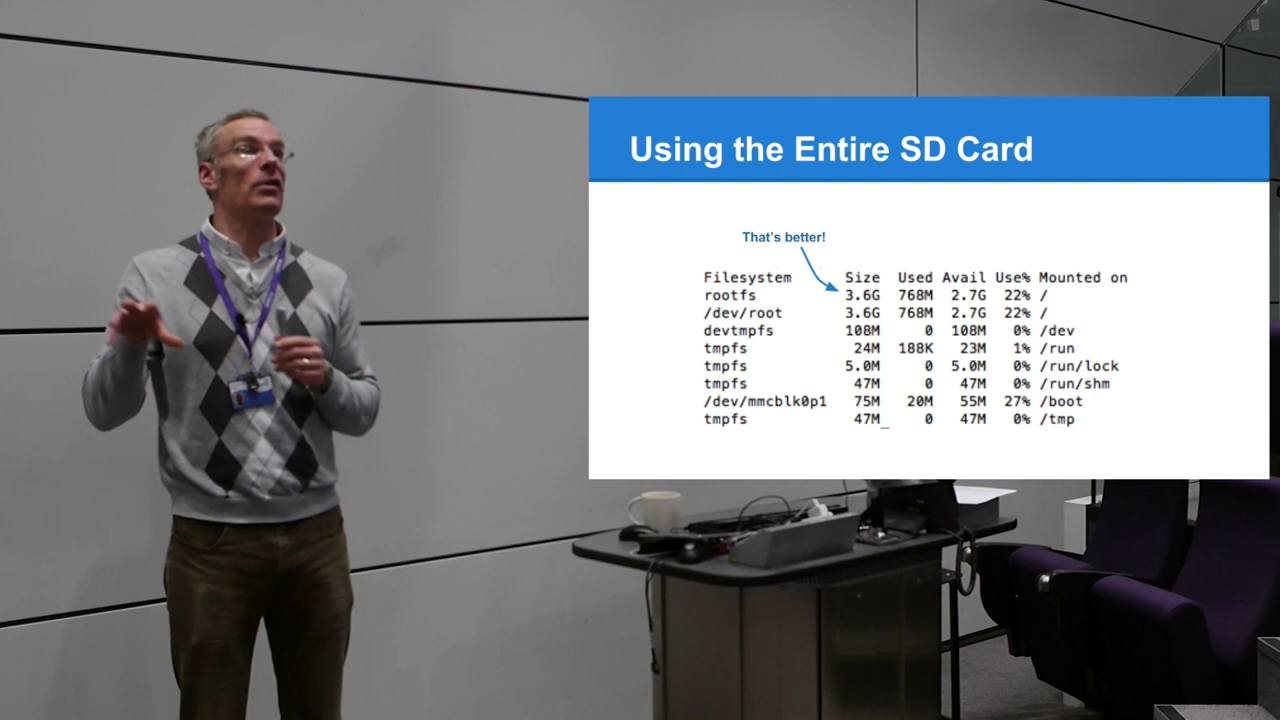 Using the Entire SD Card
That's better!
Filesystem Size Used Avail Use% Mounted on
rootfs 3.6G 768M 2.7G 22% /
/dev/root 3.6G 768M 2.7G 22% /
devtmpfs 108M 0 108M 0% /dev
tmpfs 24M 188K 23M 1% /run
tmpfs 5.0M 0 5.0M 0% /run/lock
tmpfs 47M 0 47M 0% /run/shm
/dev/mmcblk0p1 75M 20M 55M 27% /boot
tmpfs 47M_ 0 47M 0% /tmp